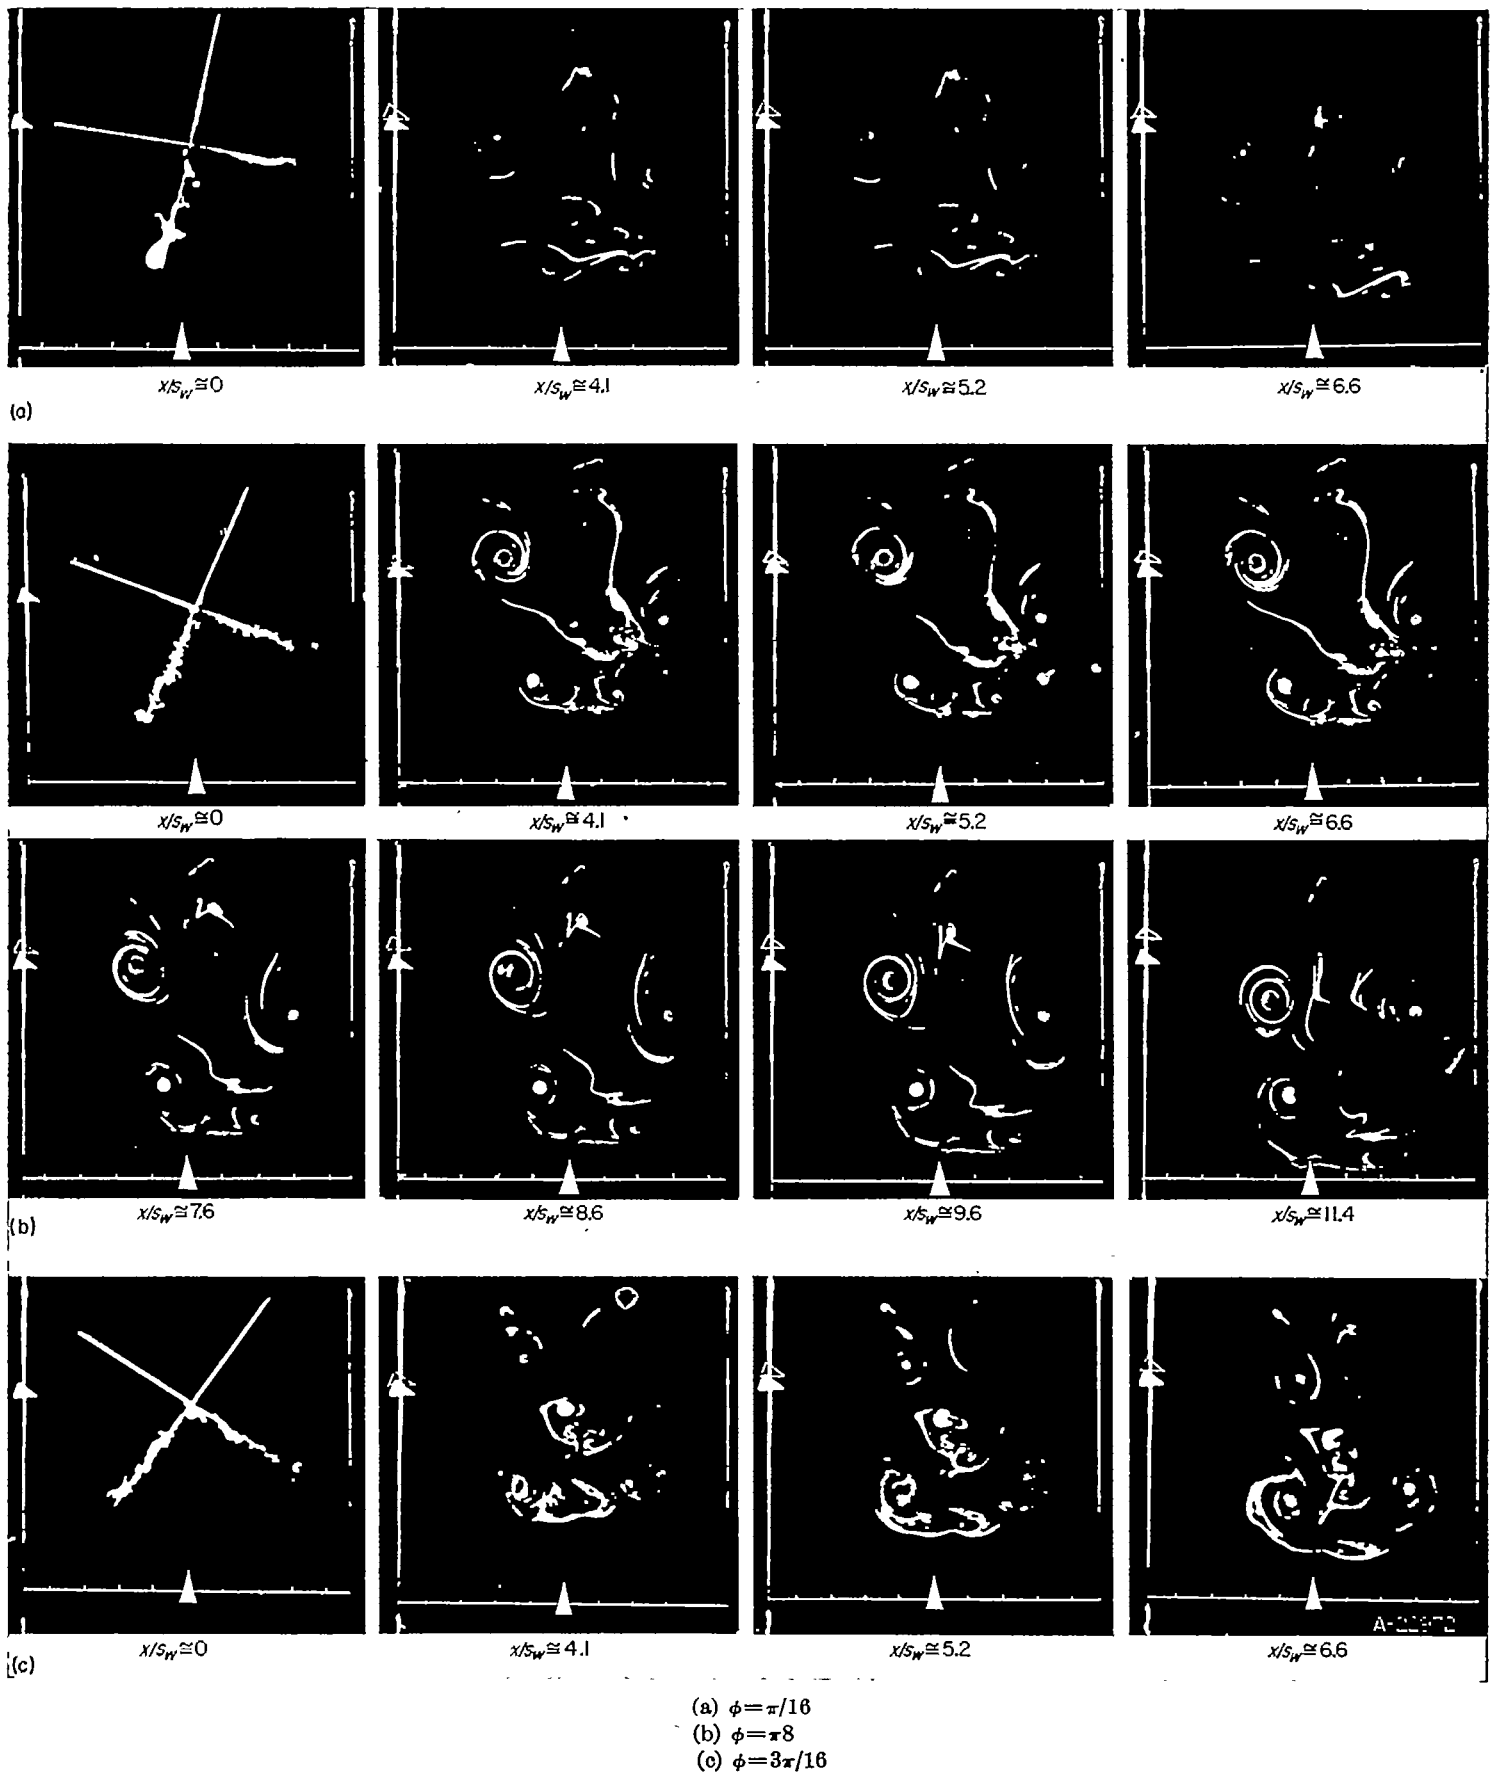 x/s_w≅0 x/s_w≅4.1 x/s_w≅5.2 x/s_w≅6.6
(a)
x/s_w≅0 x/s_w≅4.1 x/s_w≅5.2 x/s_w≅6.6
x/s_w≅7.6 x/s_w≅8.6 x/s_w≅9.6 x/s_w≅11.4
(b)
A-22972
x/s_w≅0 x/s_w≅4.1 x/s_w≅5.2 x/s_w≅6.6
(c)
(a) ϕ=π/16
(b) ϕ=π8
(c) ϕ=3π/16